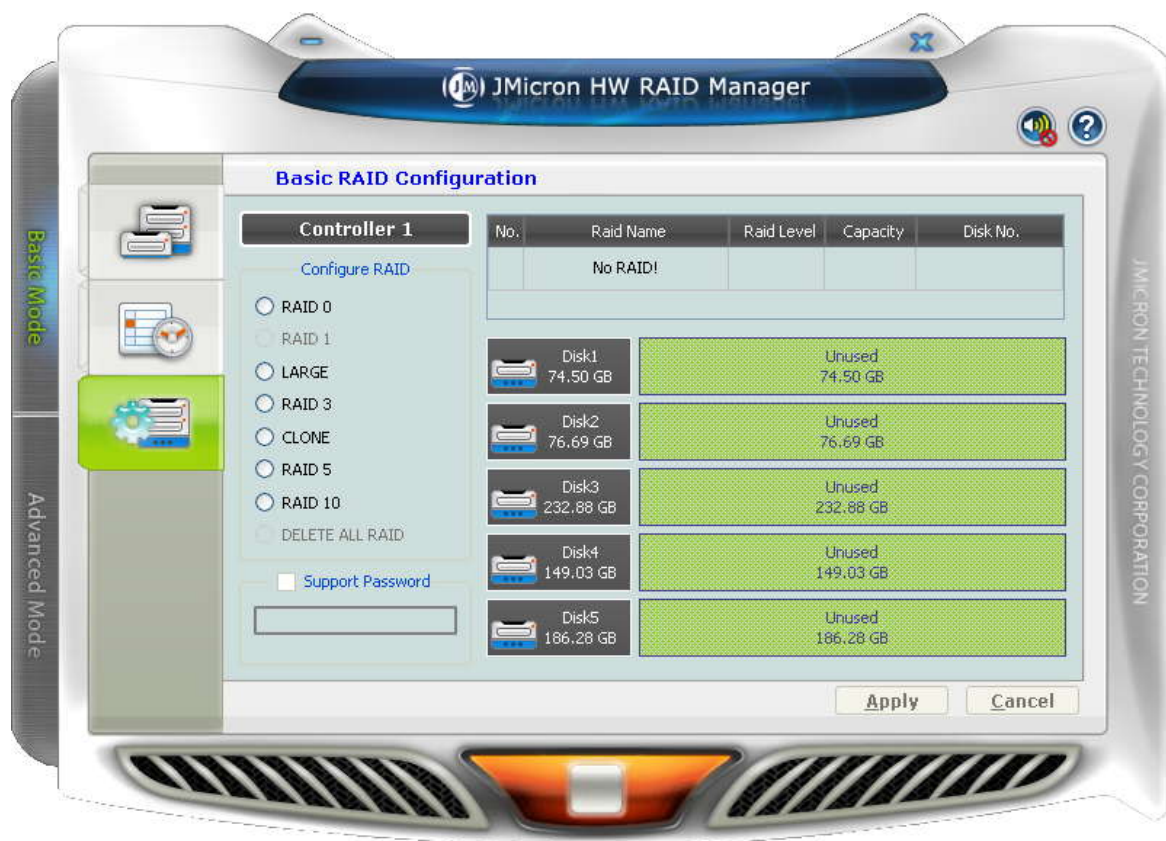 JM JMicron HW RAID Manager
Basic RAID Configuration
Basic Mode
Advanced Mode
Controller 1
Configure RAID
RAID 0
RAID 1
LARGE
RAID 3
CLONE
RAID 5
RAID 10
DELETE ALL RAID
Support Password
No. Raid Name Raid Level Capacity Disk No.
No RAID!
Disk1
74.50 GB
Unused
74.50 GB
Disk2
76.69 GB
Unused
76.69 GB
Disk3
232.88 GB
Unused
232.88 GB
Disk4
149.03 GB
Unused
149.03 GB
Disk5
186.28 GB
Unused
186.28 GB
Apply Cancel
JMICRON TECHNOLOGY CORPORATION